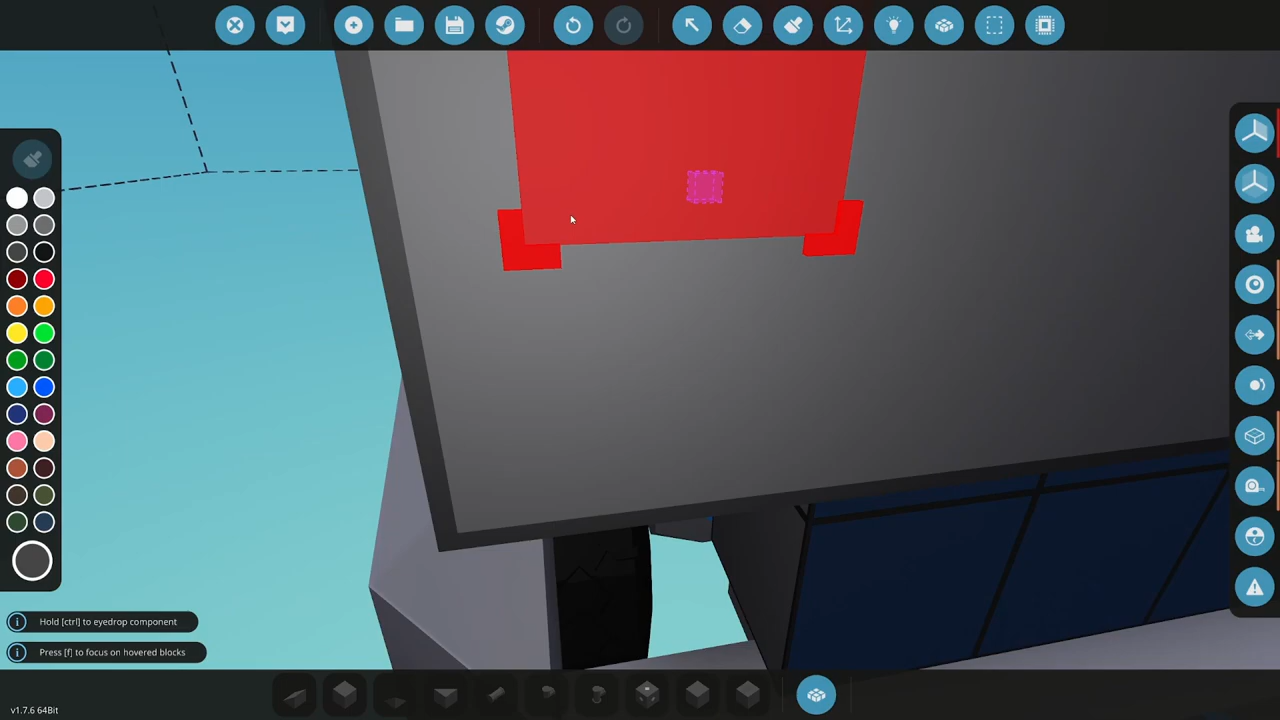 Hold [ctrl] to eyedrop component
Press [f] to focus on hovered blocks
v1.7.6 64Bit